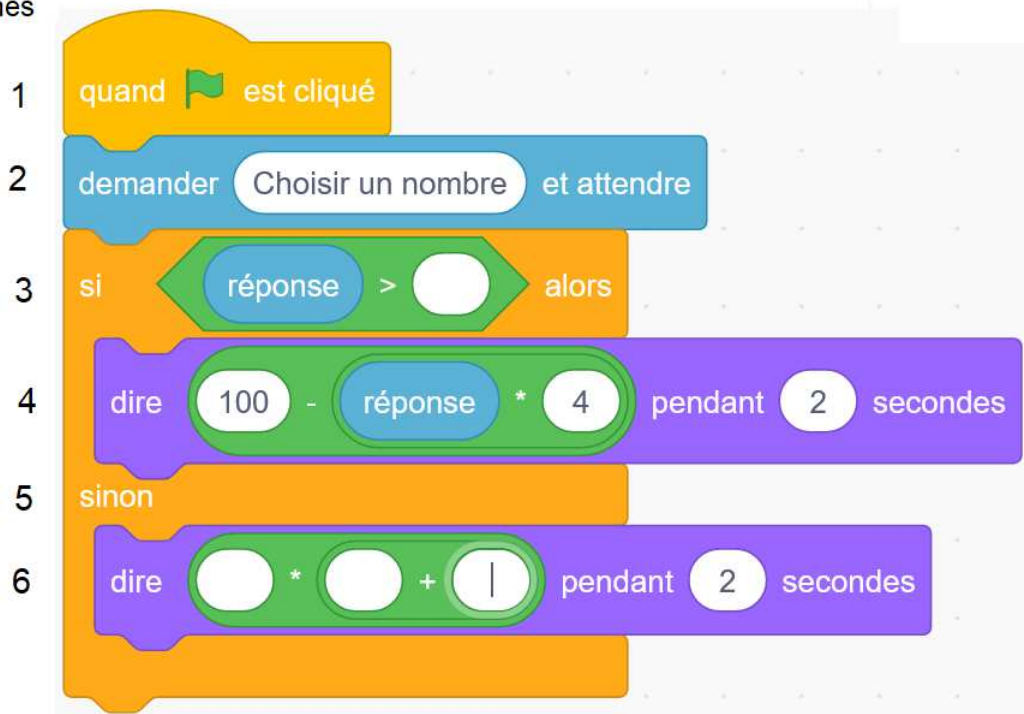 nes
1 quand est cliqué
2 demander Choisir un nombre et attendre
3 si réponse > alors
4 dire 100 - réponse * 4 pendant 2 secondes
5 sinon
6 dire * + pendant 2 secondes